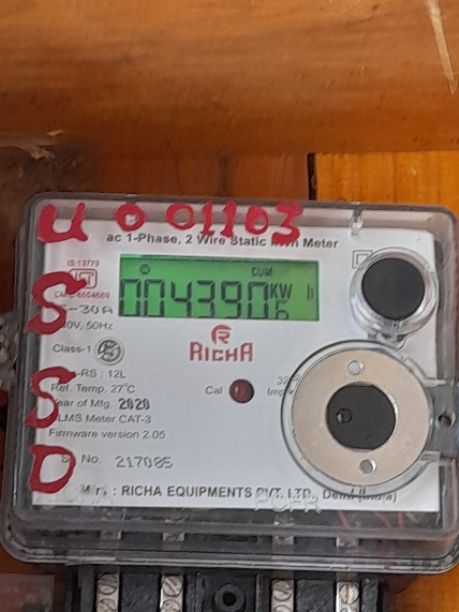 U 0 01103
ac 1-Phase, 2 Wire Static kWh Meter
IS:13779
CUM
004390 KW h
-30A
V, 50Hz
RICHA
Class-1
S
RS : 12L
Cal
Ref. Temp. 27°C
S
Year of Mfg. 2020
DLMS Meter CAT-3
Firmware version 2.05
D
No. 217085
Mfrs : RICHA EQUIPMENTS PVT. LTD., Delhi (India)